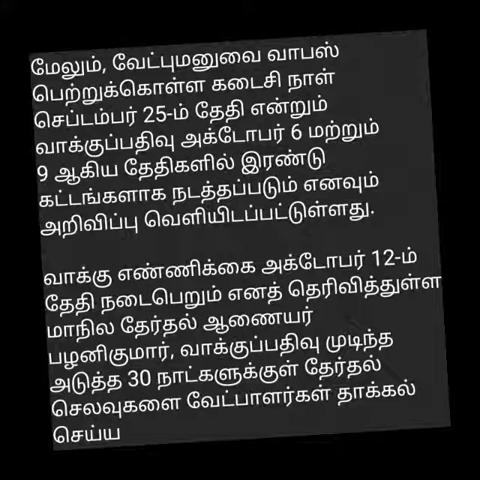 மேலும், வேட்புமனுவை வாபஸ்
பெற்றுக்கொள்ள கடைசி நாள்
செப்டம்பர் 25-ம் தேதி என்றும்
வாக்குப்பதிவு அக்டோபர் 6 மற்றும்
9 ஆகிய தேதிகளில் இரண்டு
கட்டங்களாக நடத்தப்படும் எனவும்
அறிவிப்பு வெளியிடப்பட்டுள்ளது.
வாக்கு எண்ணிக்கை அக்டோபர் 12-ம்
தேதி நடைபெறும் எனத் தெரிவித்துள்ள
மாநில தேர்தல் ஆணையர்
பழனிகுமார், வாக்குப்பதிவு முடிந்த
அடுத்த 30 நாட்களுக்குள் தேர்தல்
செலவுகளை வேட்பாளர்கள் தாக்கல்
செய்ய